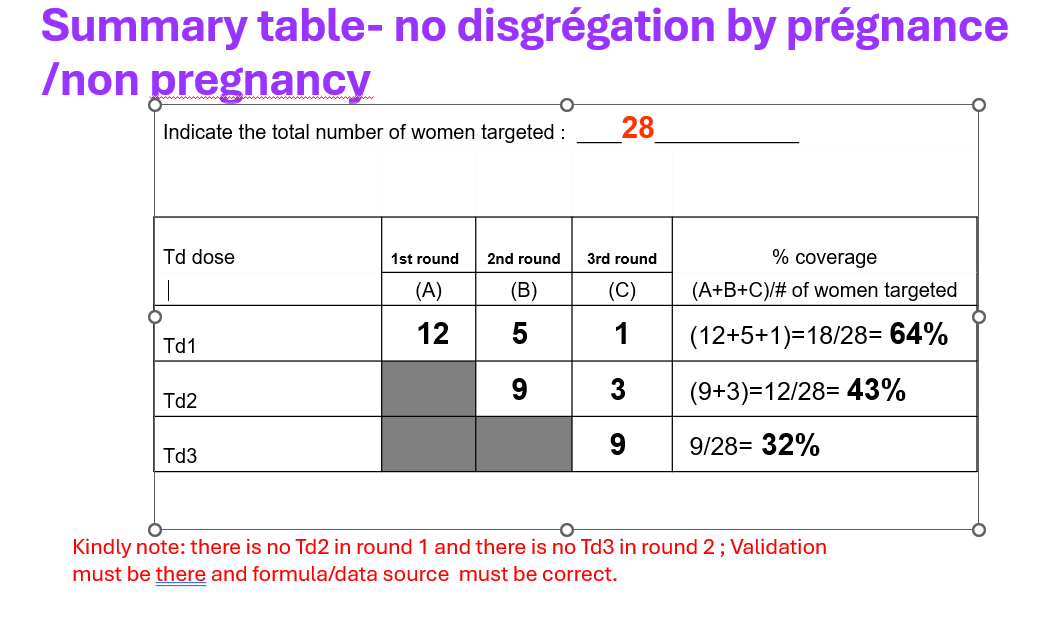 Summary table- no disgrégation by prégnance
/non pregnancy
Indicate the total number of women targeted : ____28_____________
Td dose 1st round 2nd round 3rd round % coverage
(A) (B) (C) (A+B+C)/# of women targeted
Td1 12 5 1 (12+5+1)=18/28= 64%
Td2 9 3 (9+3)=12/28= 43%
Td3 9 9/28= 32%
Kindly note: there is no Td2 in round 1 and there is no Td3 in round 2 ; Validation
must be there and formula/data source must be correct.